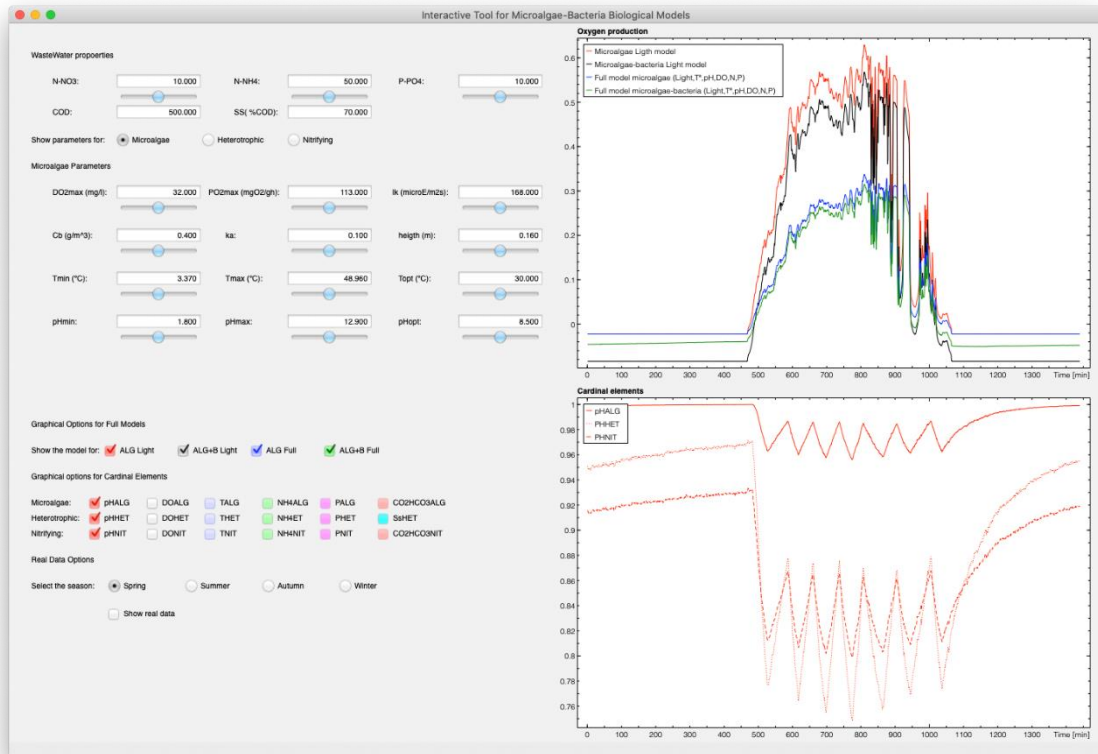 Interactive Tool for Microalgae-Bacteria Biological Models
WasteWater propoerties
N-NO3: 10.000 N-NH4: 50.000 P-PO4: 10.000
COD: 500.000 SS( %COD): 70.000
Show parameters for: Microalgae Heterotrophic Nitrifying
Microalgae Parameters
DO2max (mg/l): 32.000 PO2max (mgO2/gh): 113.000 Ik (microE/m2s): 168.000
Cb (g/m^3): 0.400 ka: 0.100 heigth (m): 0.160
Tmin (°C): 3.370 Tmax (°C): 48.960 Topt (°C): 30.000
pHmin: 1.800 pHmax: 12.900 pHopt: 8.500
Graphical Options for Full Models
Show the model for: ALG Light ALG+B Light ALG Full ALG+B Full
Graphical options for Cardinal Elements
Microalgae: pHALG DOALG TALG NH4ALG PALG CO2HCO3ALG
Heterotrophic: pHHET DOHET THET NH4ET PHET SsHET
Nitrifying: pHNIT DONIT TNIT NH4NIT PNIT CO2HCO3NIT
Real Data Options
Select the season: Spring Summer Autumn Winter
Show real data
Oxygen production
Microalgae Ligth model
Microalgae-bacteria Light model
Full model microalgae (Light,Tª,pH,DO,N,P)
Full model microalgae-bacteria (Light,Tª,pH,DO,N,P)
0.6
0.5
0.4
0.3
0.2
0.1
0
0 100 200 300 400 500 600 700 800 900 1000 1100 1200 1300 Time [min]
Cardinal elements
pHALG
PHHET
PHNIT
1
0.98
0.96
0.94
0.92
0.9
0.88
0.86
0.84
0.82
0.8
0.78
0.76
0 100 200 300 400 500 600 700 800 900 1000 1100 1200 1300 Time [min]